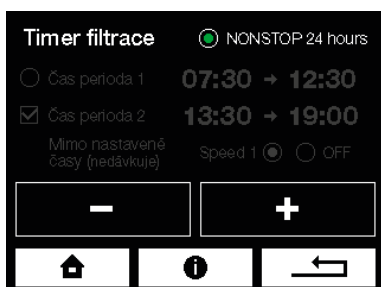 Timer filtrace NONSTOP 24 hours
Čas perioda 1 07:30 → 12:30
Čas perioda 2 13:30 → 19:00
Mimo nastavené
časy (nedávkuje) Speed 1 OFF
− +